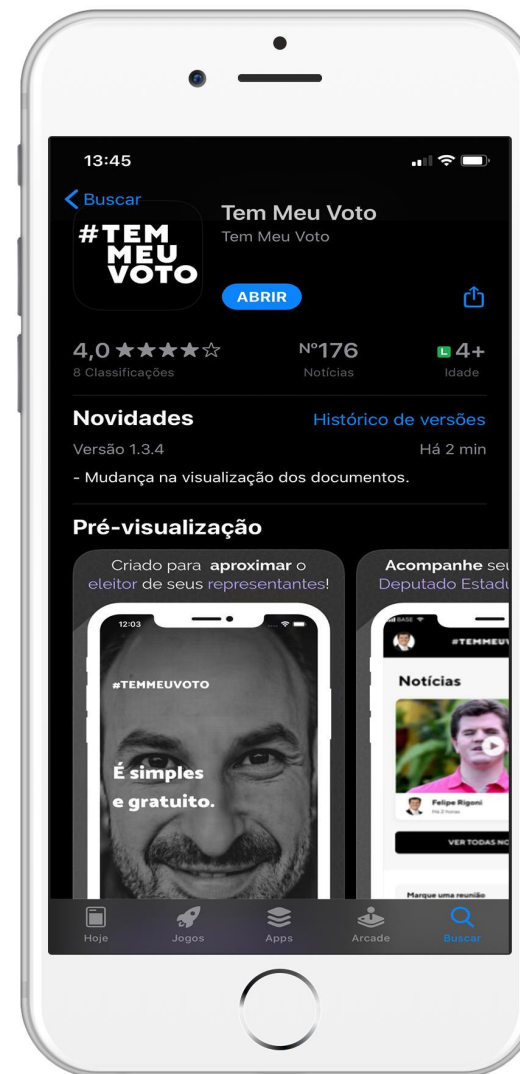 13:45
Buscar
#TEM
MEU
VOTO
Tem Meu Voto
Tem Meu Voto
ABRIR
4,0 ★★★★☆
8 Classificações
Nº176
Notícias
L 4+
Idade
Novidades
Histórico de versões
Versão 1.3.4
Há 2 min
- Mudança na visualização dos documentos.
Pré-visualização
Criado para aproximar o
eleitor de seus representantes!
12:03
#TEMMEUVOTO
É simples
e gratuito.
Acompanhe seu
Deputado Estadu
BASE
#TEMMEUV
Notícias
Felipe Rigoni
Há 2 horas
VER TODAS NO
Marque uma reunião
Hoje
Jogos
Apps
Arcade
Buscar